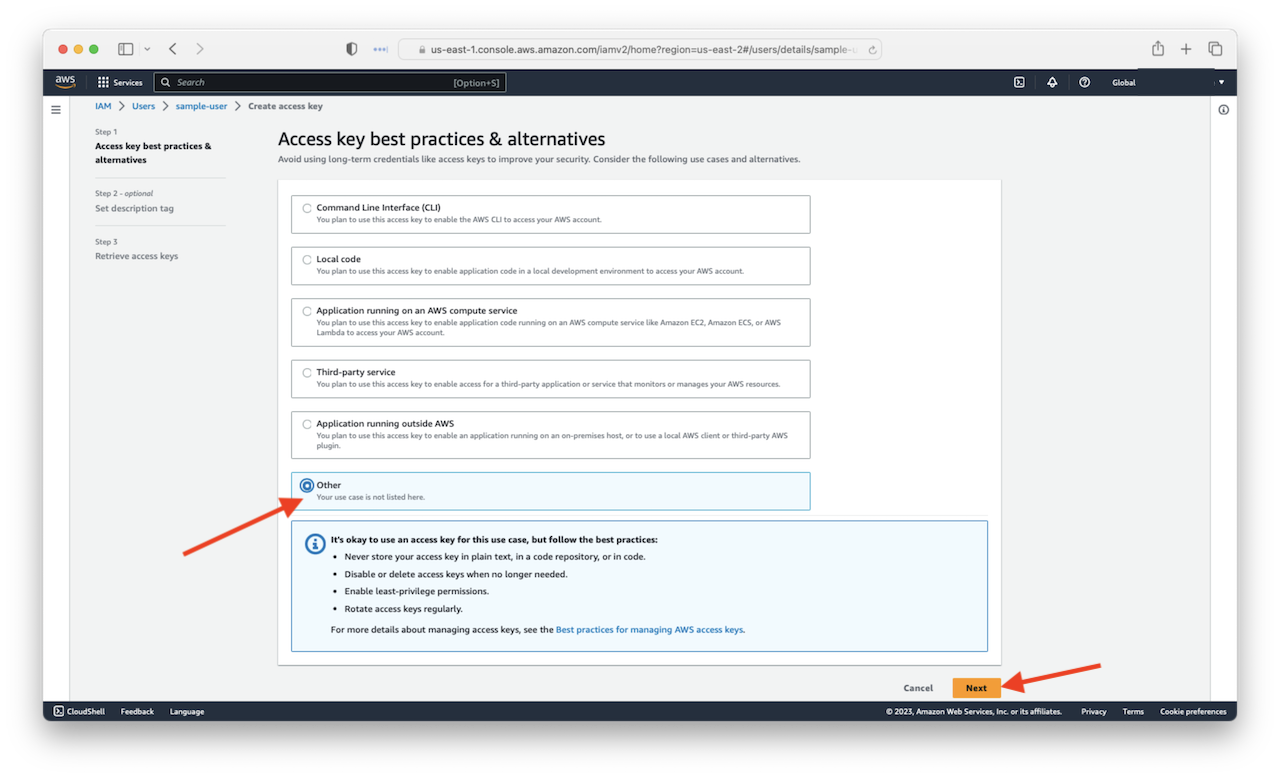 us-east-1.console.aws.amazon.com/iamv2/home?region=us-east-2#/users/details/sample-u
aws
Services
Search
[Option+S]
Global
IAM > Users > sample-user > Create access key
Step 1
Access key best practices &
alternatives
Step 2 - optional
Set description tag
Step 3
Retrieve access keys
Access key best practices & alternatives
Avoid using long-term credentials like access keys to improve your security. Consider the following use cases and alternatives.
Command Line Interface (CLI)
You plan to use this access key to enable the AWS CLI to access your AWS account.
Local code
You plan to use this access key to enable application code in a local development environment to access your AWS account.
Application running on an AWS compute service
You plan to use this access key to enable application code running on an AWS compute service like Amazon EC2, Amazon ECS, or AWS
Lambda to access your AWS account.
Third-party service
You plan to use this access key to enable access for a third-party application or service that monitors or manages your AWS resources.
Application running outside AWS
You plan to use this access key to enable an application running on an on-premises host, or to use a local AWS client or third-party AWS
plugin.
Other
Your use case is not listed here.
It's okay to use an access key for this use case, but follow the best practices:
• Never store your access key in plain text, in a code repository, or in code.
• Disable or delete access keys when no longer needed.
• Enable least-privilege permissions.
• Rotate access keys regularly.
For more details about managing access keys, see the Best practices for managing AWS access keys.
Cancel
Next
CloudShell
Feedback
Language
© 2023, Amazon Web Services, Inc. or its affiliates.
Privacy
Terms
Cookie preferences